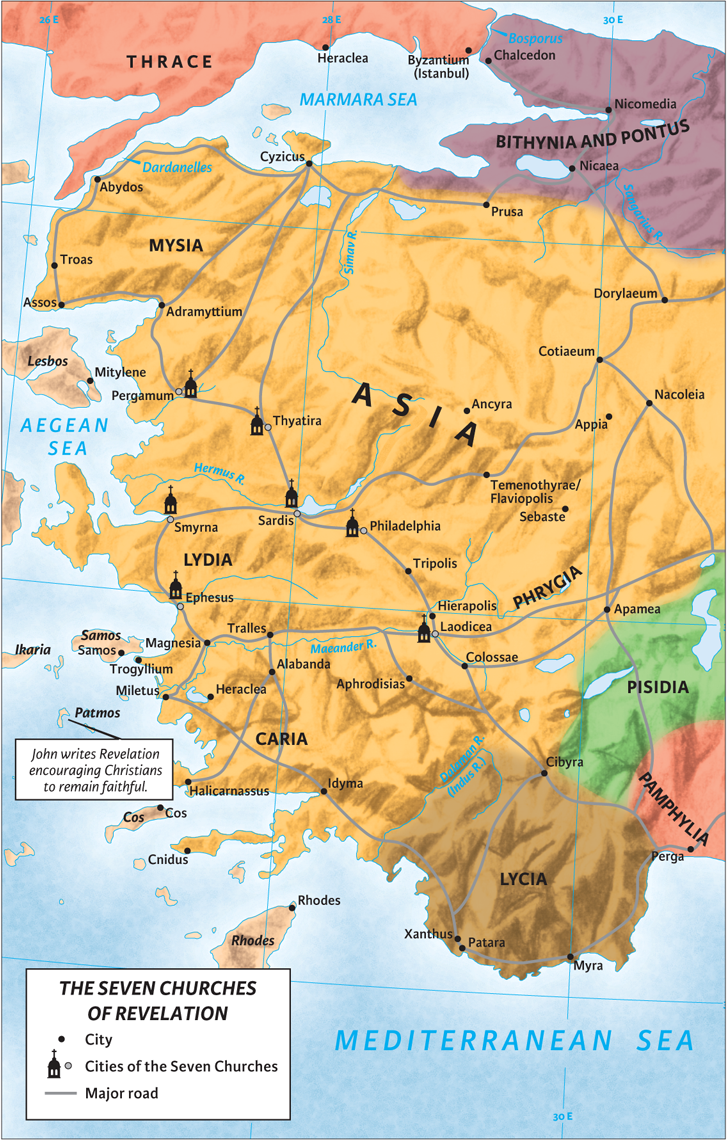 26 E
28 E
30 E
THRACE
Heraclea
Byzantium
(Istanbul)
Bosporus
Chalcedon
MARMARA SEA
Nicomedia
BITHYNIA AND PONTUS
Cyzicus
Dardanelles
Nicaea
Abydos
Prusa
Sangarius R.
MYSIA
Simav R.
Troas
Dorylaeum
Assos
Adramyttium
Cotiaeum
Lesbos
Mitylene
Pergamum
ASIA
Ancyra
Nacoleia
Appia
Thyatira
AEGEAN
SEA
Hermus R.
Temenothyrae/
Flaviopolis
Sebaste
Smyrna
Sardis
Philadelphia
LYDIA
Tripolis
PHRYGIA
Ephesus
Hierapolis
Apamea
Laodicea
Samos
Samos
Magnesia
Tralles
Maeander R.
Ikaria
Trogyllium
Alabanda
Colossae
Miletus
Heraclea
Aphrodisias
PISIDIA
Patmos
CARIA
John writes Revelation
encouraging Christians
to remain faithful.
Dalaman R.
(Indus R.)
Cibyra
Halicarnassus
Idyma
PAMPHYLIA
Cos
Cos
Cnidus
Perga
LYCIA
Rhodes
Rhodes
Xanthus
Patara
Myra
THE SEVEN CHURCHES
OF REVELATION
City
Cities of the Seven Churches
Major road
MEDITERRANEAN SEA
30 E